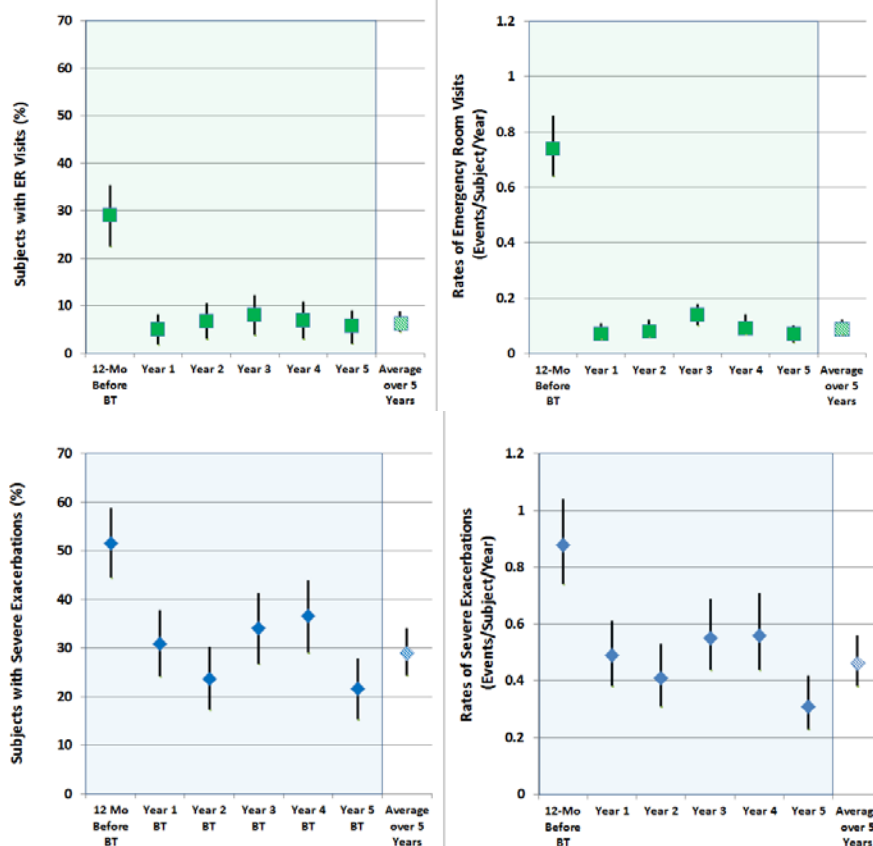 Subjects with ER Visits (%)
70
60
50
40
30
20
10
0
12-Mo
Before
BT
Year 1
Year 2
Year 3
Year 4
Year 5
Average
over 5
Years
Rates of Emergency Room Visits
(Events/Subject/Year)
1.2
1
0.8
0.6
0.4
0.2
0
12-Mo
Before
BT
Year 1
Year 2
Year 3
Year 4
Year 5
Average
over 5
Years
Subjects with Severe Exacerbations (%)
70
60
50
40
30
20
10
0
12 Mo
Before
BT
Year 1
BT
Year 2
BT
Year 3
BT
Year 4
BT
Year 5
BT
Average
over 5
Years
Rates of Severe Exacerbations
(Events/Subject/Year)
1.2
1
0.8
0.6
0.4
0.2
0
12-Mo
Before
BT
Year 1
Year 2
Year 3
Year 4
Year 5
Average
over 5
Years